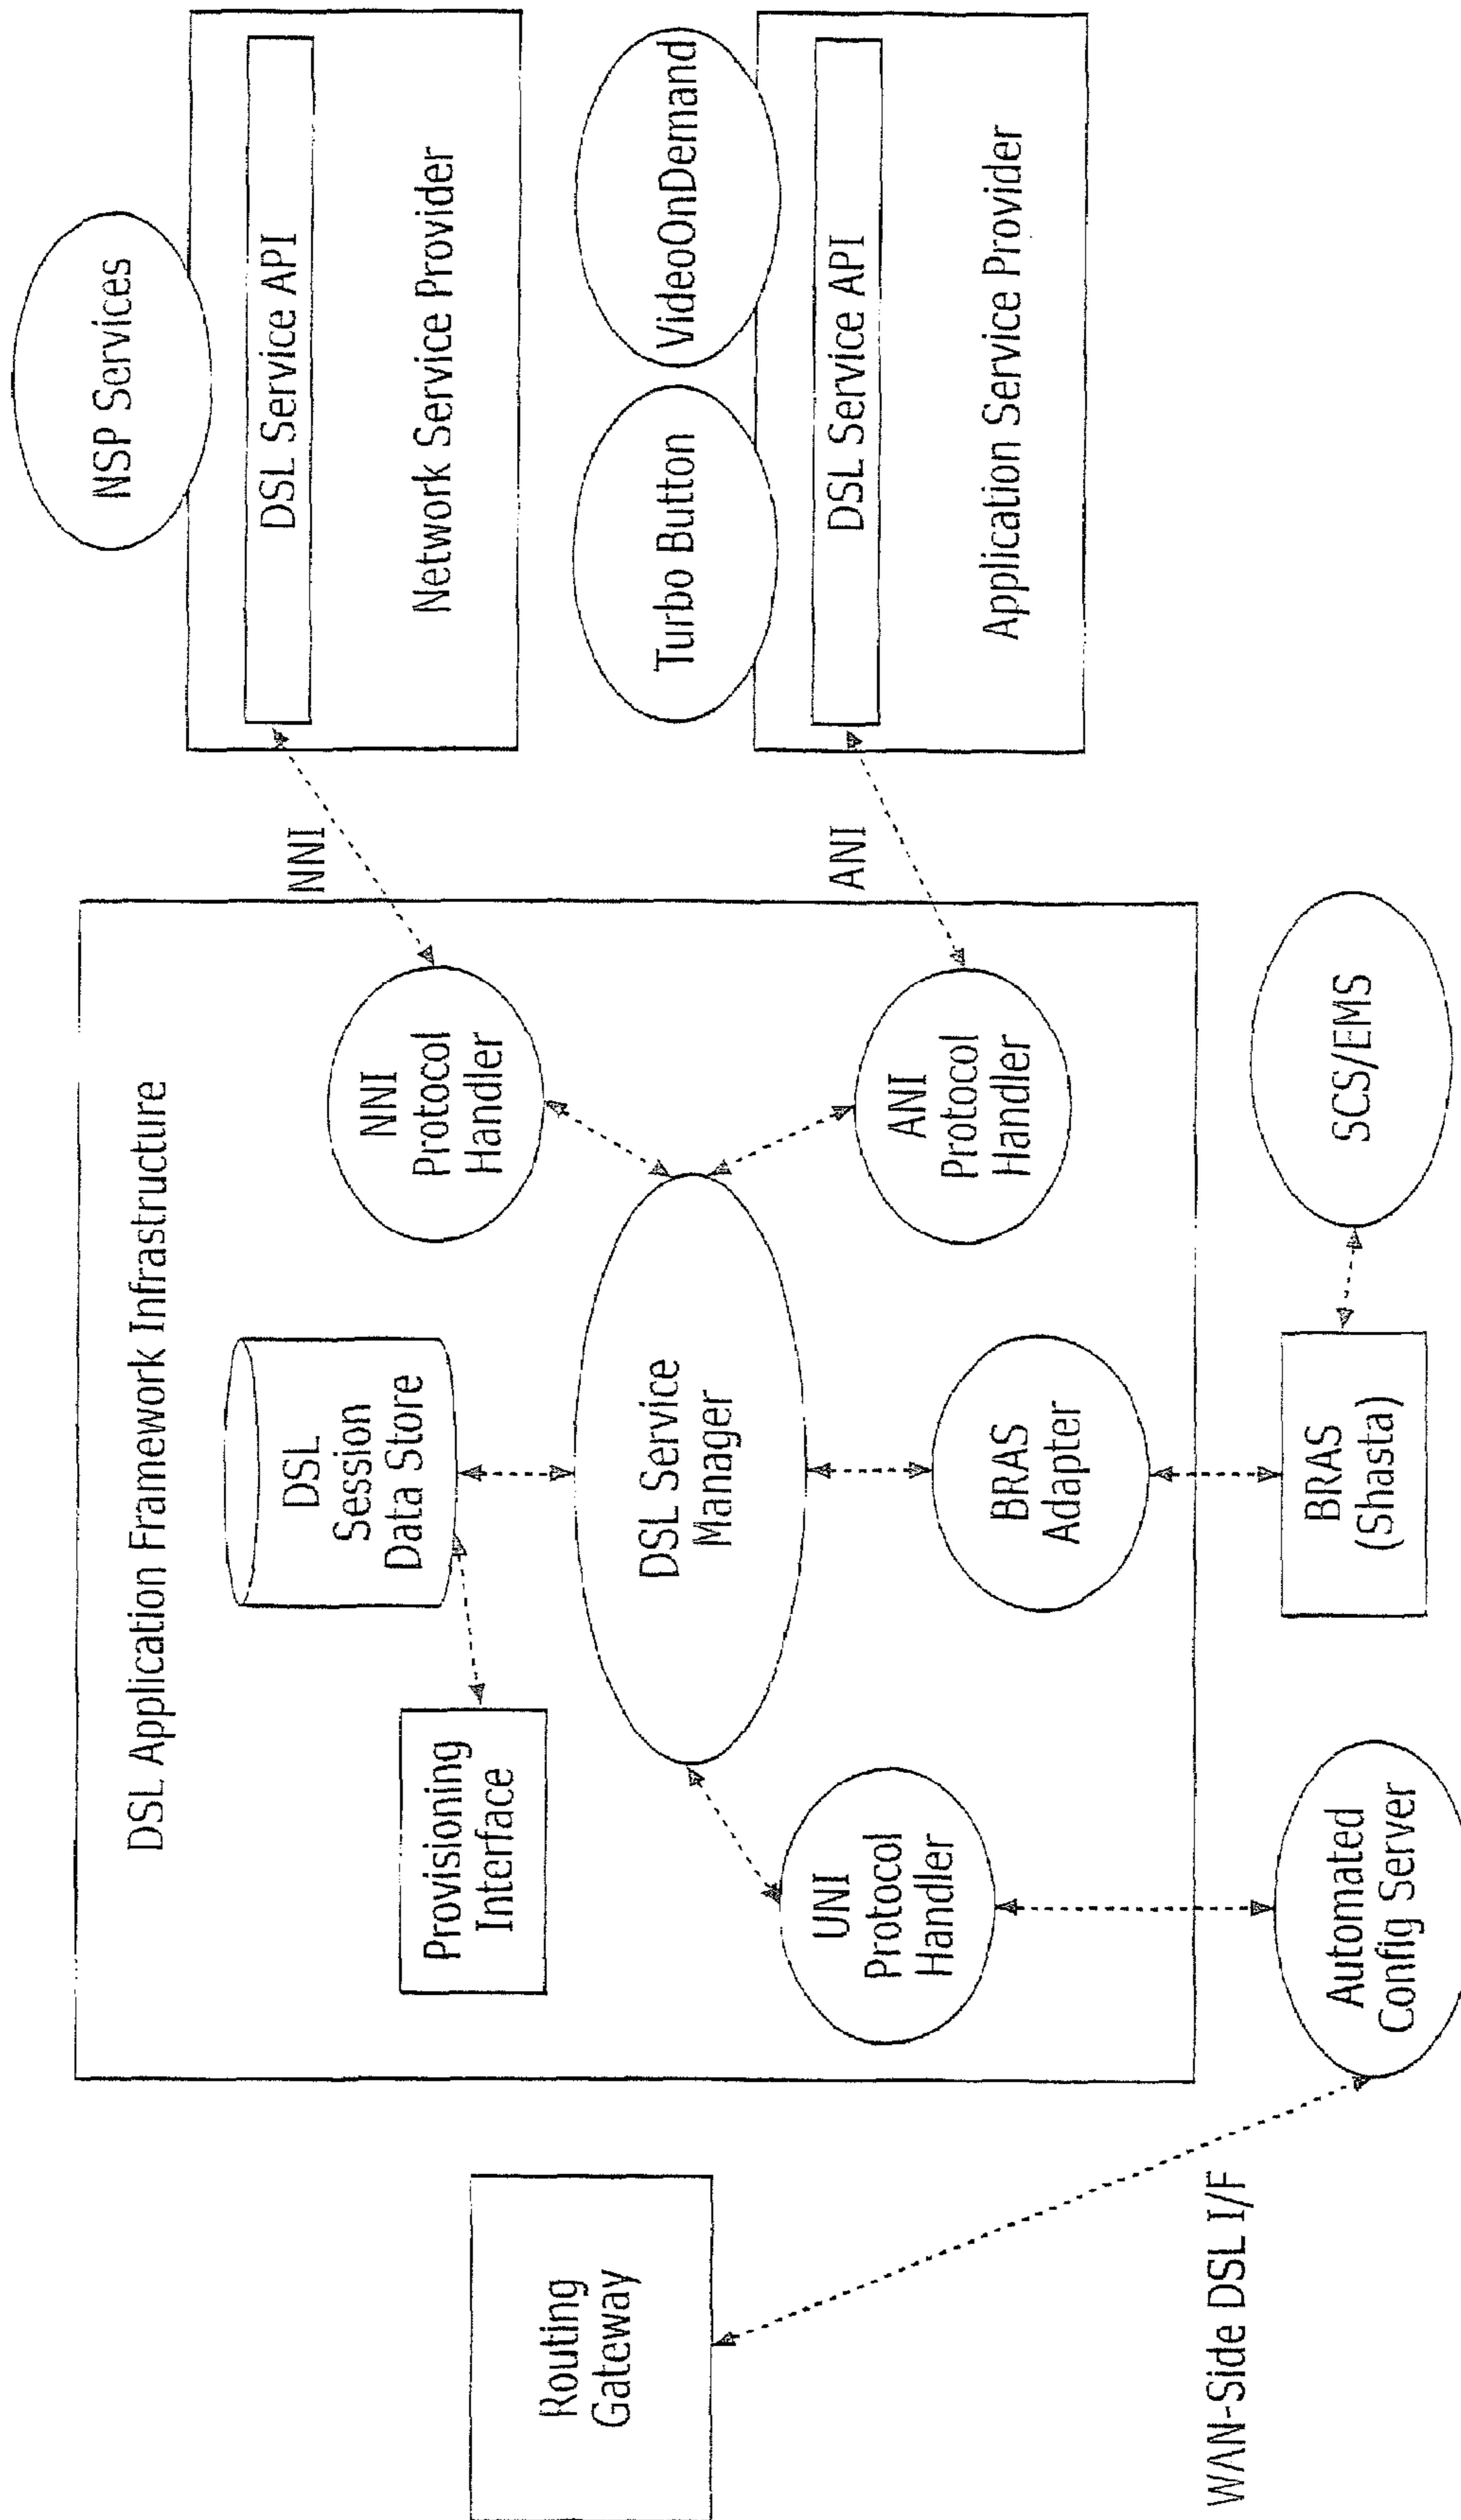 DSL Application Framework Infrastructure
NSP Services
DSL Service API
Network Service Provider
NNI
DSL
Session
Data Store
NNI
Protocol
Handler
Provisioning
Interface
Routing
Gateway
DSL Service
Manager
Turbo Button
VideoOnDemand
DSL Service API
Application Service Provider
ANI
UNI
Protocol
Handler
BRAS
Adapter
ANI
Protocol
Handler
WAN-Side DSL I/F
Automated
Config Server
BRAS
(Shasta)
SCS/EMS